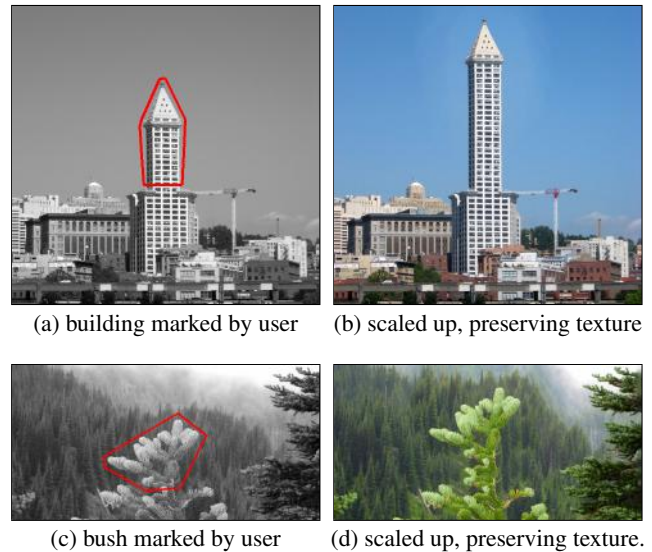 (a) building marked by user
(b) scaled up, preserving texture
(c) bush marked by user
(d) scaled up, preserving texture.